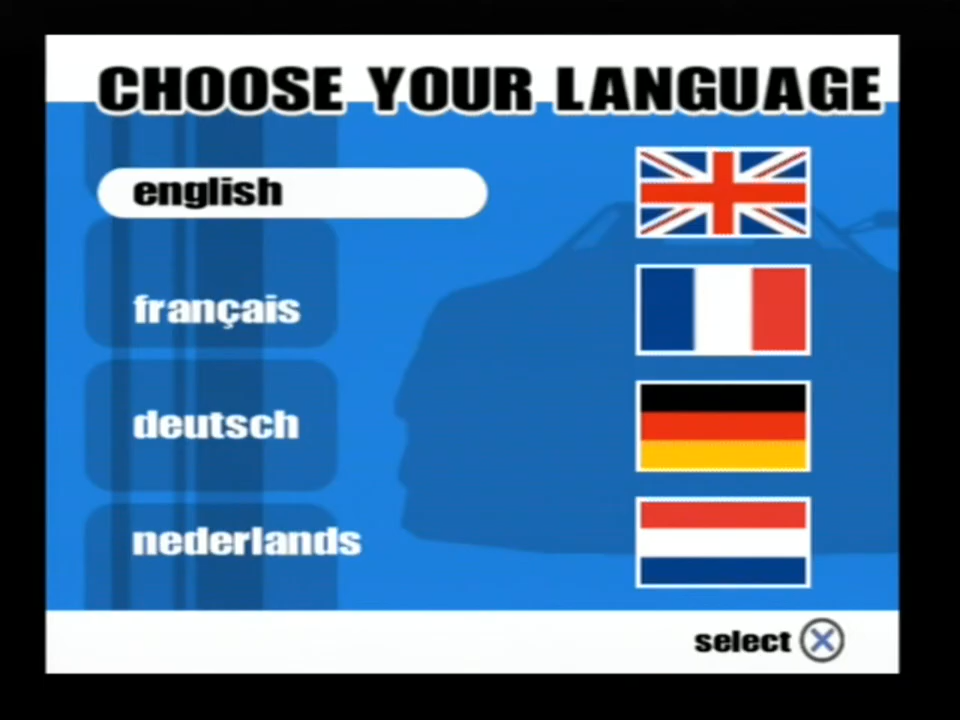 CHOOSE YOUR LANGUAGE
english
français
deutsch
nederlands
select